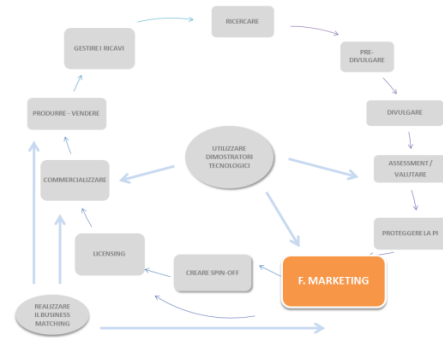 RICERCARE
GESTIRE I RICAVI
PRE-
DIVULGARE
PRODURRE - VENDERE
DIVULGARE
UTILIZZARE
DIMOSTRATORI
TECNOLOGICI
COMMERCIALIZZARE
ASSESSMENT /
VALUTARE
PROTEGGERE LA PI
LICENSING
CREARE SPIN-OFF
F. MARKETING
REALIZZARE
IL BUSINESS
MATCHING